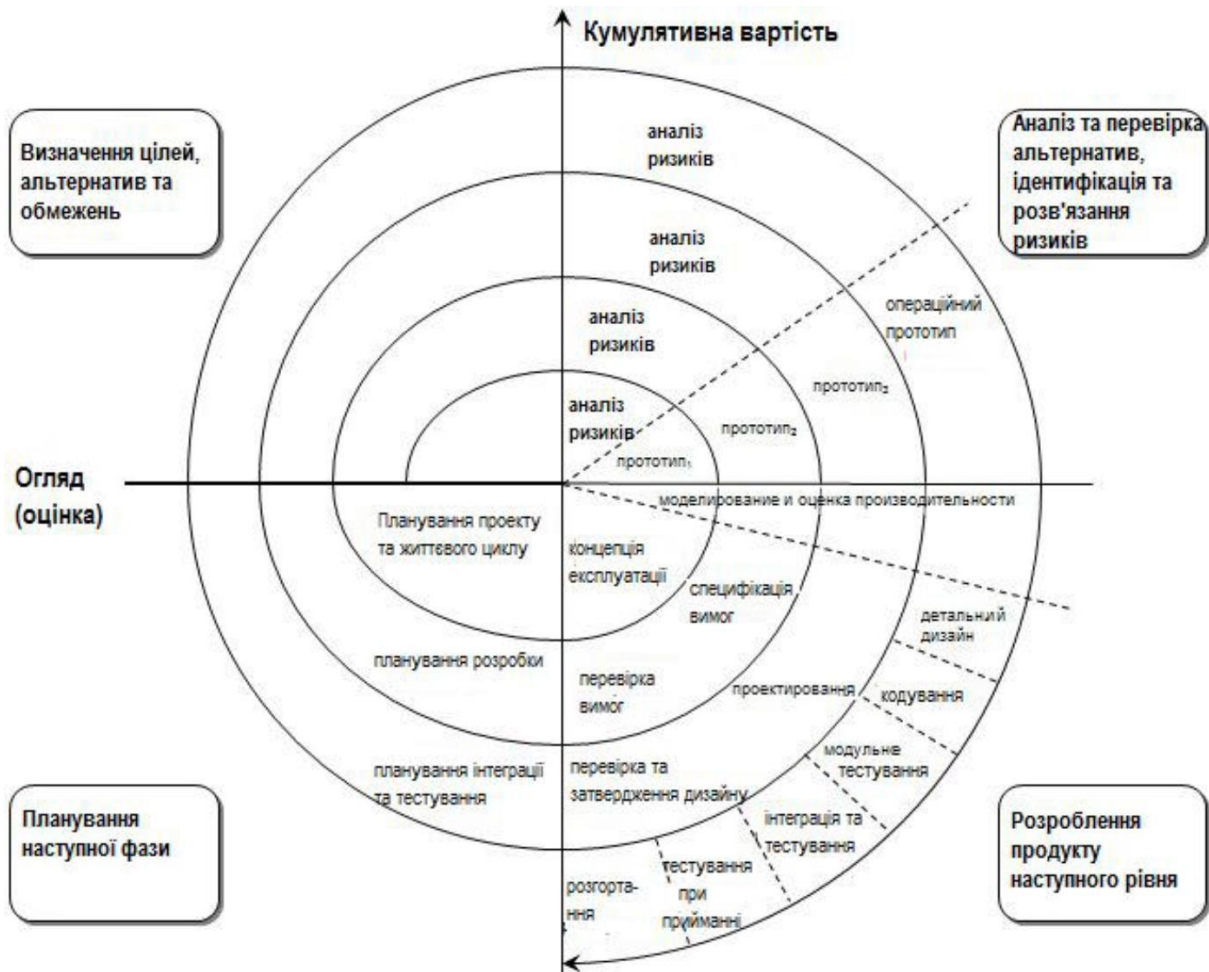 Кумулятивна вартість
Визначення цілей,
альтернатив та
обмежень
Аналіз та перевірка
альтернатив,
ідентифікація та
розв'язання
ризиків
аналіз
ризиків
аналіз
ризиків
аналіз
ризиків
аналіз
ризиків
операційний
прототип
прототип₂
прототип₂
прототип₁
Огляд
(оцінка)
моделирование и оценка производительности
Планування проекту
та життєвого циклу
концепція
експлуатації
специфікація
вимог
детальний
дизайн
планування розробки
перевірка
вимог
проектировання
кодування
модульне
тестування
планування інтеграції
та тестування
перевірка та
затвердження дизайну
інтеграція та
тестування
тестування
при
прийманні
розгорта-
ння
Планування
наступної фази
Розроблення
продукту
наступного рівня